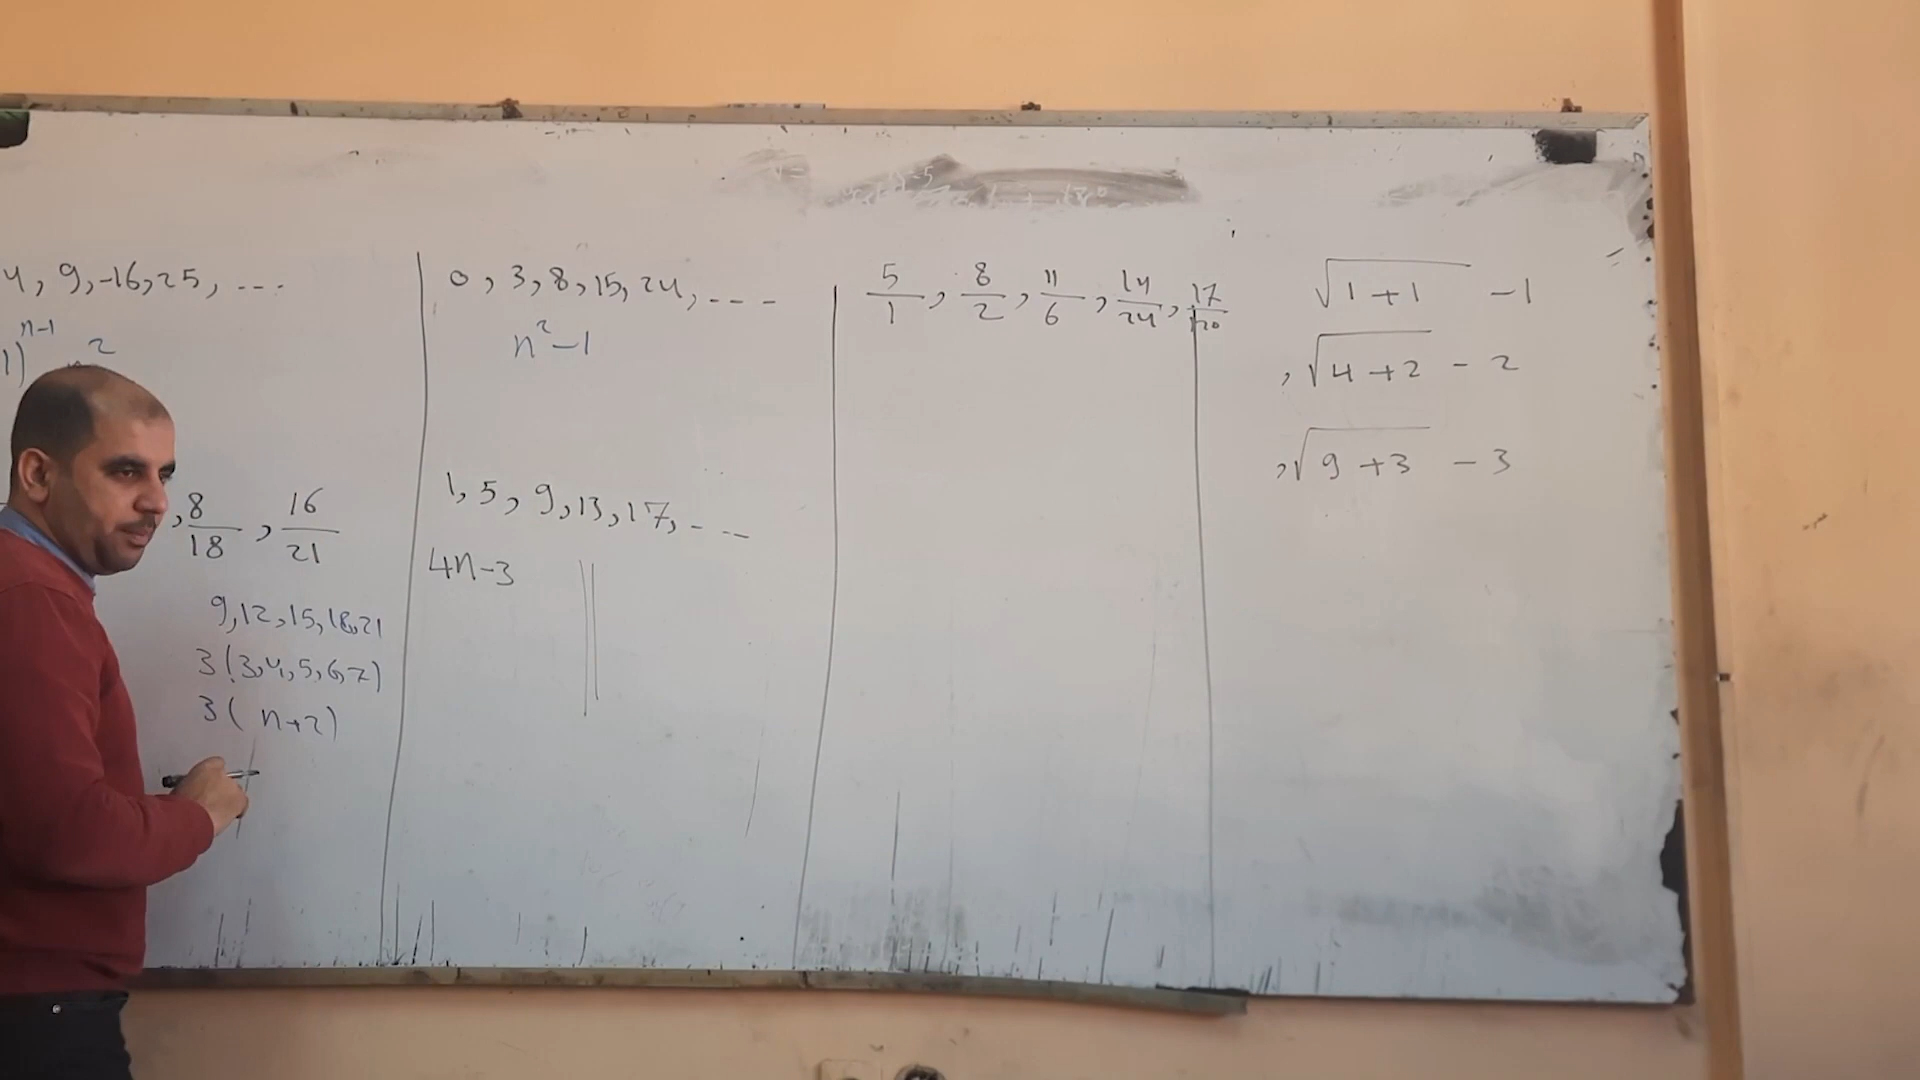 4, 9, -16, 25, ...
n-1
1) 2
, 8/18, 16/21
9, 12, 15, 18, 21
3(3, 4, 5, 6, 7)
3(n+2)
0, 3, 8, 15, 24, ---
n²-1
1, 5, 9, 13, 17, ---
4n-3
5/1, 8/2, 11/6, 14/24, 17/120
√(1+1) -1
, √(4+2) - 2
, √(9+3) - 3